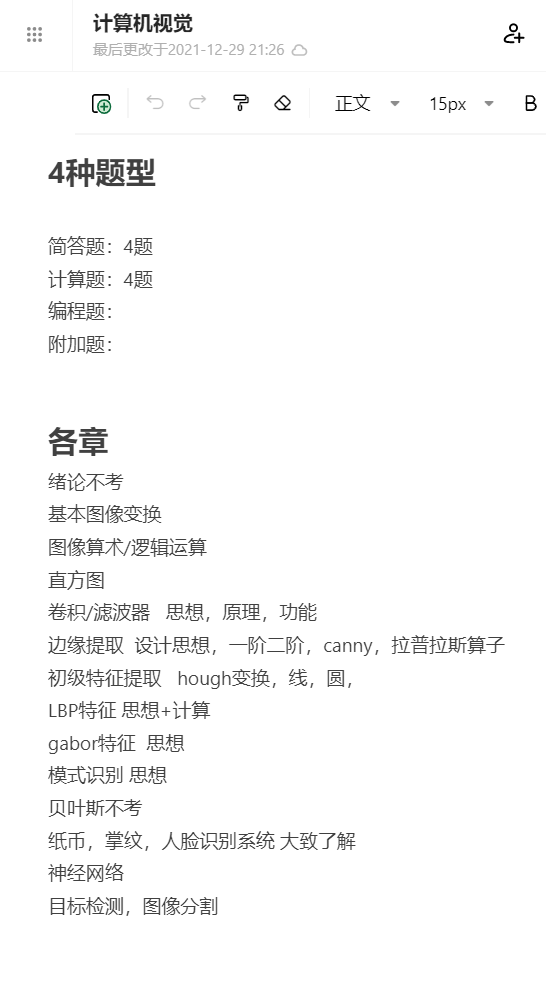 计算机视觉
最后更改于2021-12-29 21:26
正文 15px B
4种题型
简答题：4题
计算题：4题
编程题：
附加题：
各章
绪论不考
基本图像变换
图像算术/逻辑运算
直方图
卷积/滤波器 思想，原理，功能
边缘提取 设计思想，一阶二阶，canny，拉普拉斯算子
初级特征提取 hough变换，线，圆，
LBP特征 思想+计算
gabor特征 思想
模式识别 思想
贝叶斯不考
纸币，掌纹，人脸识别系统 大致了解
神经网络
目标检测，图像分割